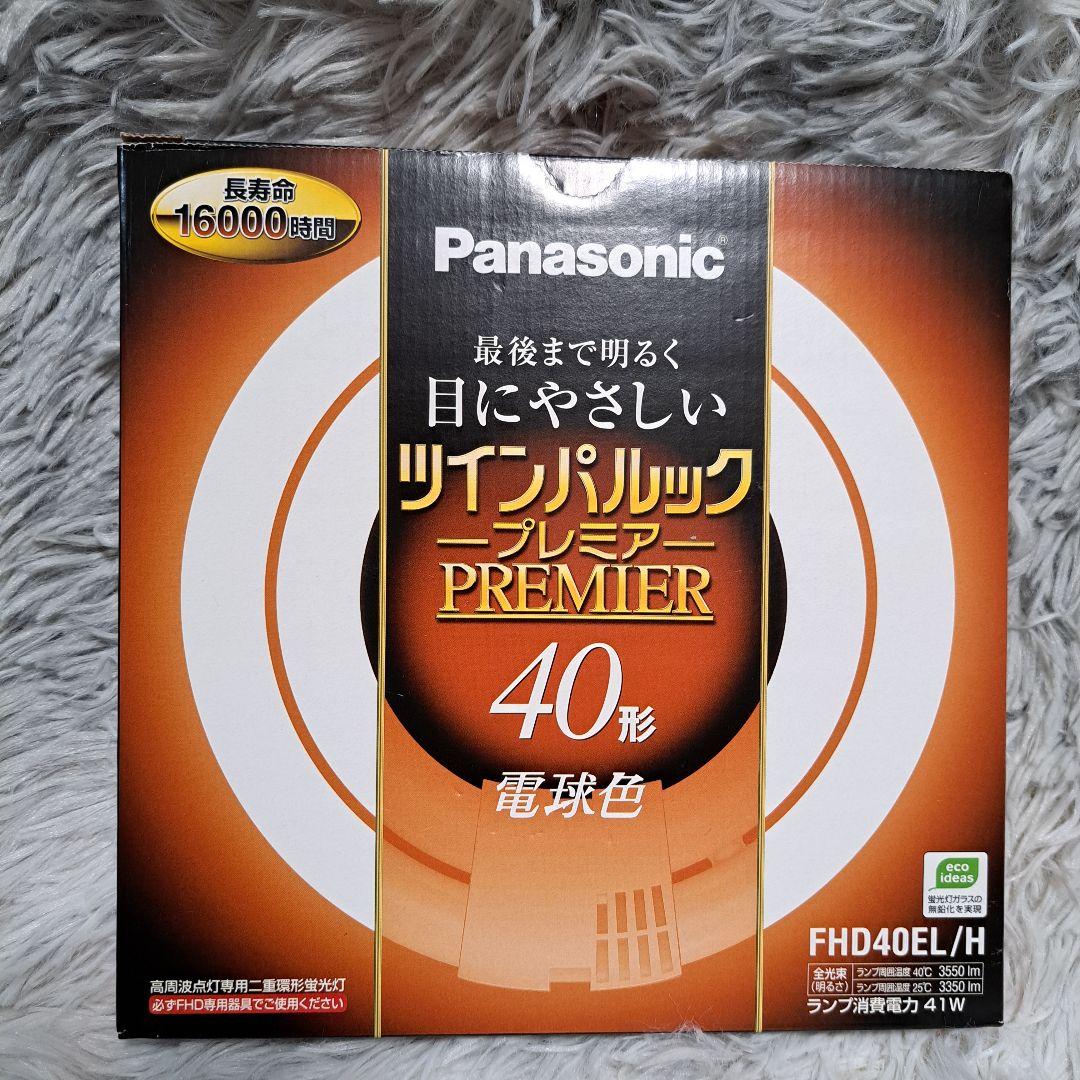 長寿命
16000時間
Panasonic®
最後まで明るく
目にやさしい
ツインパルック
プレミア
PREMIER
40形
電球色
eco
ideas
蛍光灯ガラスの
無鉛化を実現
FHD40EL/H
全光束
(明るさ)
ランプ周囲温度 40℃ 3550 lm
ランプ周囲温度 25℃ 3350 lm
ランプ消費電力 41W
高周波点灯専用二重環形蛍光灯
必ずFHD専用器具でご使用ください